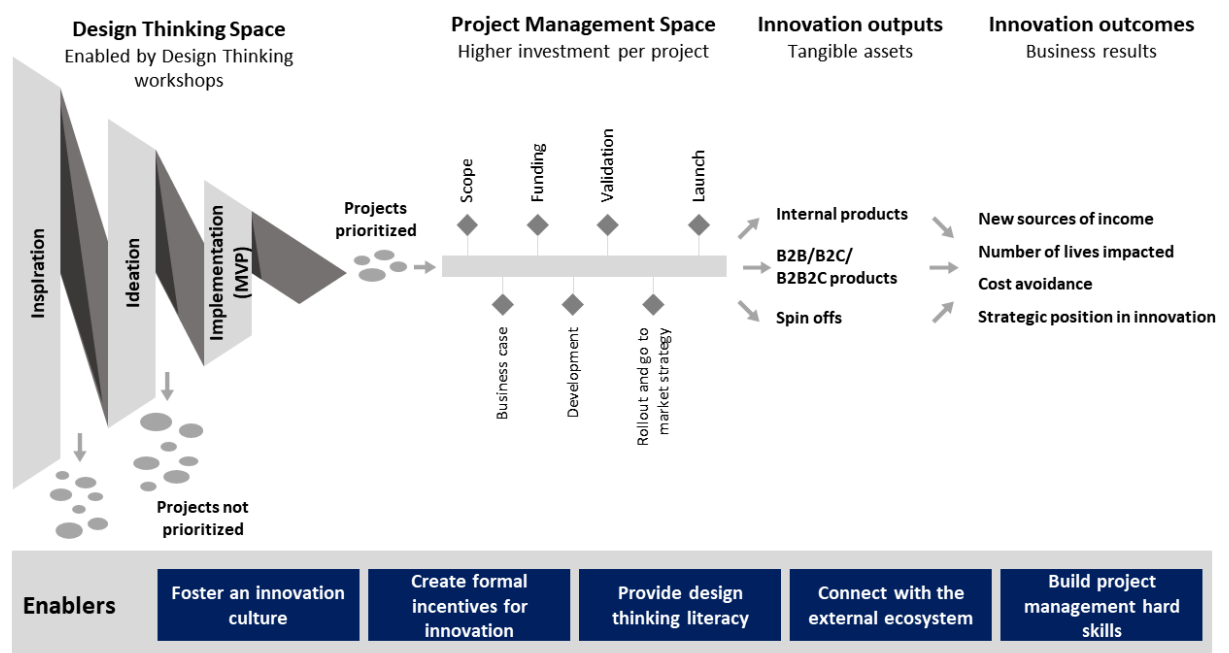 Design Thinking Space
Enabled by Design Thinking
workshops
Project Management Space
Higher investment per project
Innovation outputs
Tangible assets
Innovation outcomes
Business results
Inspiration
Ideation
Implementation
(MVP)
Projects
prioritized
Projects not
prioritized
Scope
Funding
Validation
Launch
Business case
Development
Rollout and go to
market strategy
Internal products
B2B/B2C/
B2B2C products
Spin offs
New sources of income
Number of lives impacted
Cost avoidance
Strategic position in innovation
Enablers
Foster an innovation
culture
Create formal
incentives for
innovation
Provide design
thinking literacy
Connect with the
external ecosystem
Build project
management hard
skills